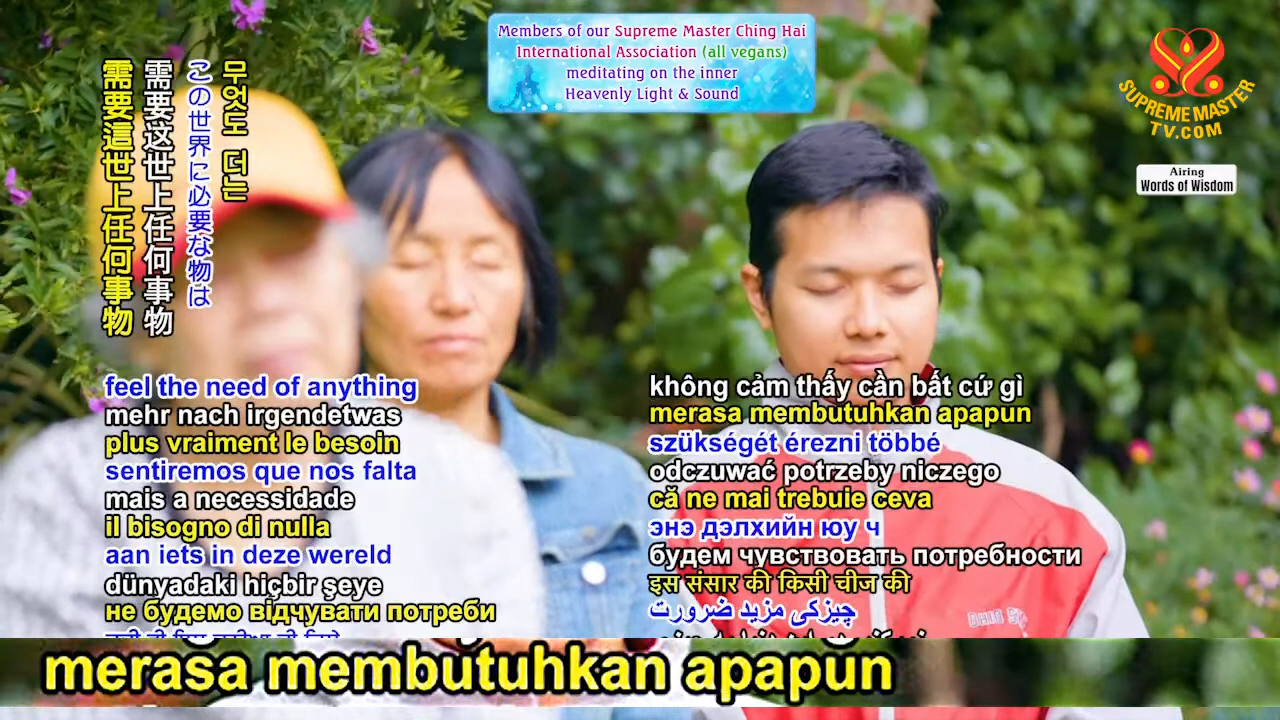 Members of our Supreme Master Ching Hai
International Association (all vegans)
meditating on the inner
Heavenly Light & Sound
SUPREME MASTER
TV.COM
Airing
Words of Wisdom
무엇도 더는
この世界に必要な物は
需要这世上任何事物
需要這世上任何事物
feel the need of anything
mehr nach irgendetwas
plus vraiment le besoin
sentiremos que nos falta
mais a necessidade
il bisogno di nulla
aan iets in deze wereld
dünyadaki hiçbir şeye
не будемо відчувати потреби
không cảm thấy cần bất cứ gì
merasa membutuhkan apapun
szükségét érezni többé
odczuwać potrzeby niczego
că ne mai trebuie ceva
энэ дэлхийн юу ч
будем чувствовать потребности
इस संसार की किसी चीज की
چیزکی مزید ضرورت
merasa membutuhkan apapun